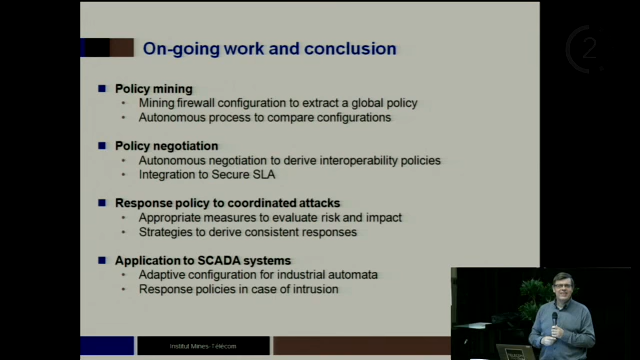 On-going work and conclusion
Policy mining
Mining firewall configuration to extract a global policy
Autonomous process to compare configurations
Policy negotiation
Autonomous negotiation to derive interoperability policies
Integration to Secure SLA
Response policy to coordinated attacks
Appropriate measures to evaluate risk and impact
Strategies to derive consistent responses
Application to SCADA systems
Adaptive configuration for industrial automata
Response policies in case of intrusion
Institut Mines-Télécom
2